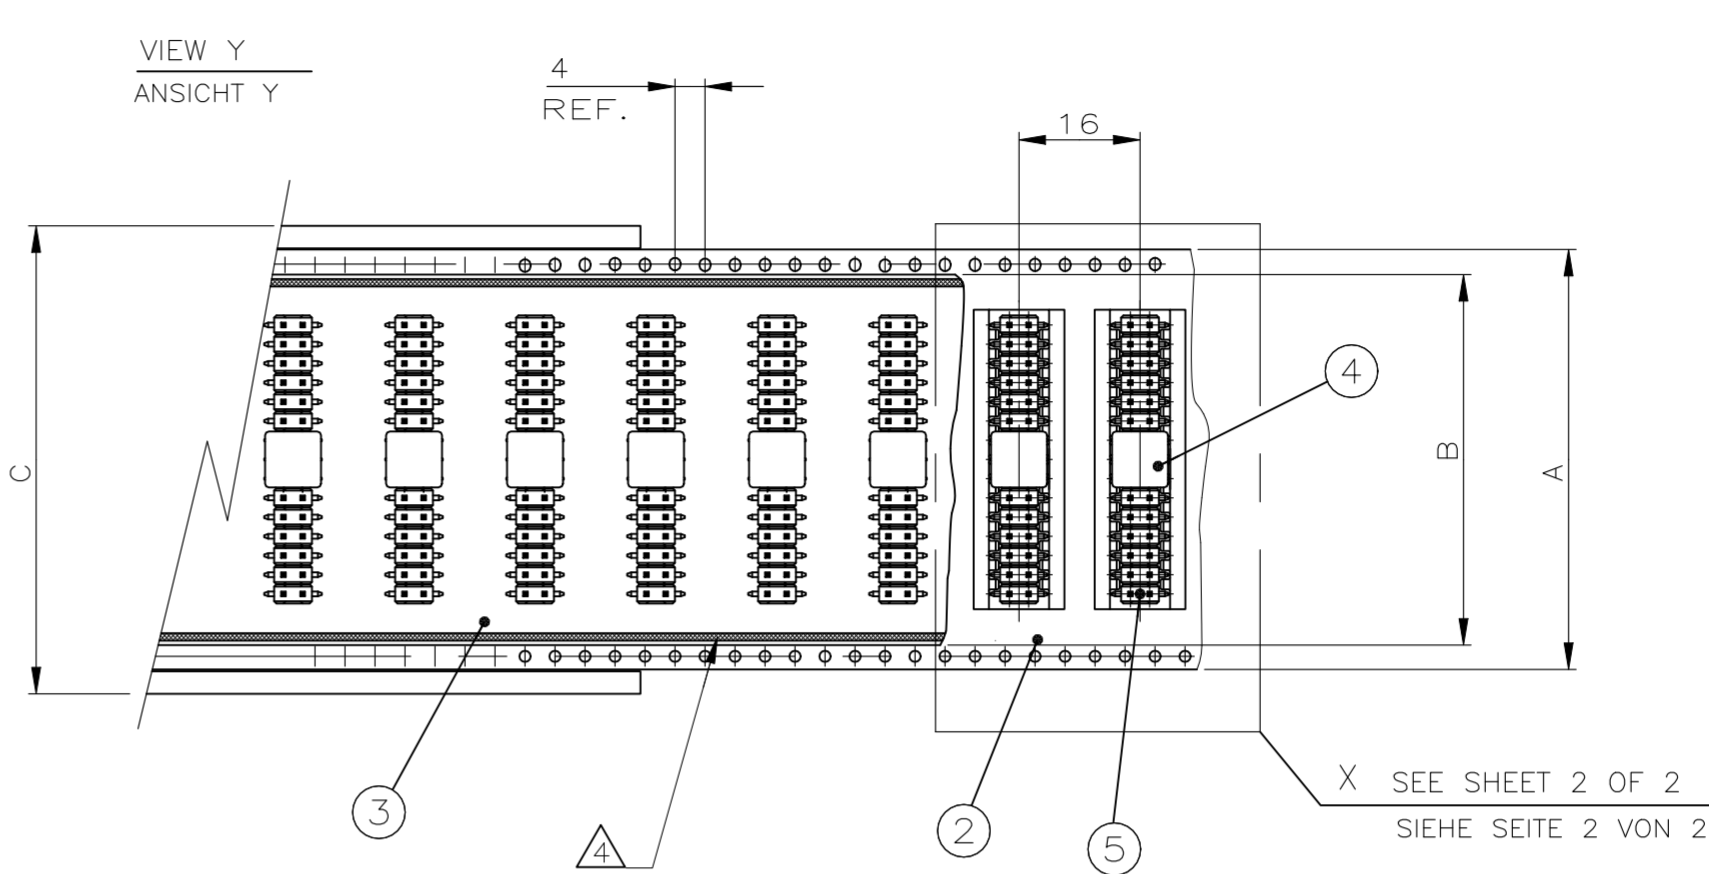 VIEW Y
ANSICHT Y
4
REF.
16
C
B
A
4
3
4
2
5
X SEE SHEET 2 OF 2
SIEHE SEITE 2 VON 2